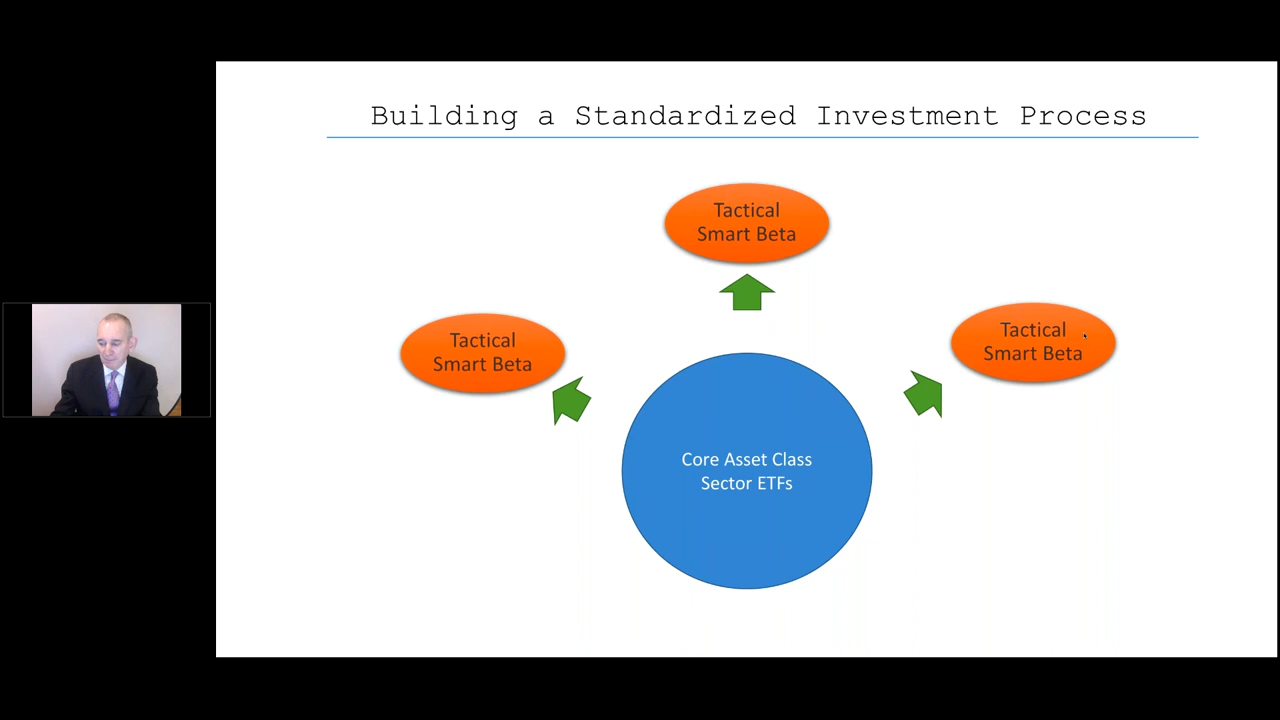 Building a Standardized Investment Process
Tactical
Smart Beta
Tactical
Smart Beta
Tactical
Smart Beta
Core Asset Class
Sector ETFs